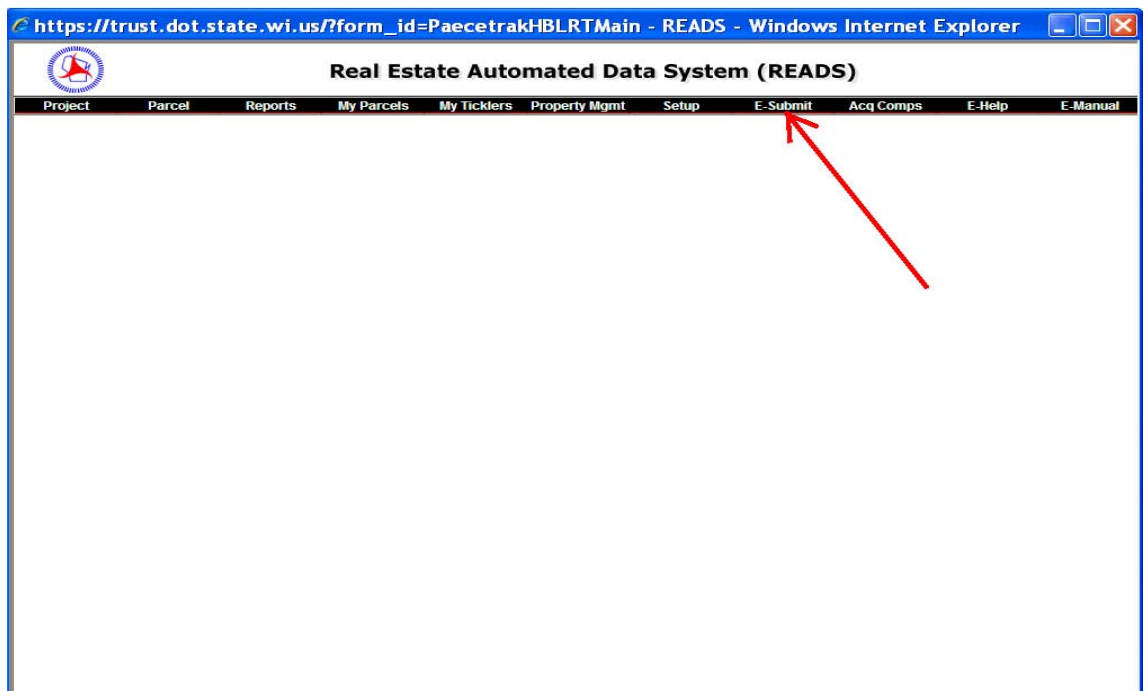 https://trust.dot.state.wi.us/?form_id=PaecetrakHBLRTMain - READS - Windows Internet Explorer
Real Estate Automated Data System (READS)
Project Parcel Reports My Parcels My Ticklers Property Mgmt Setup E-Submit Acq Comps E-Help E-Manual